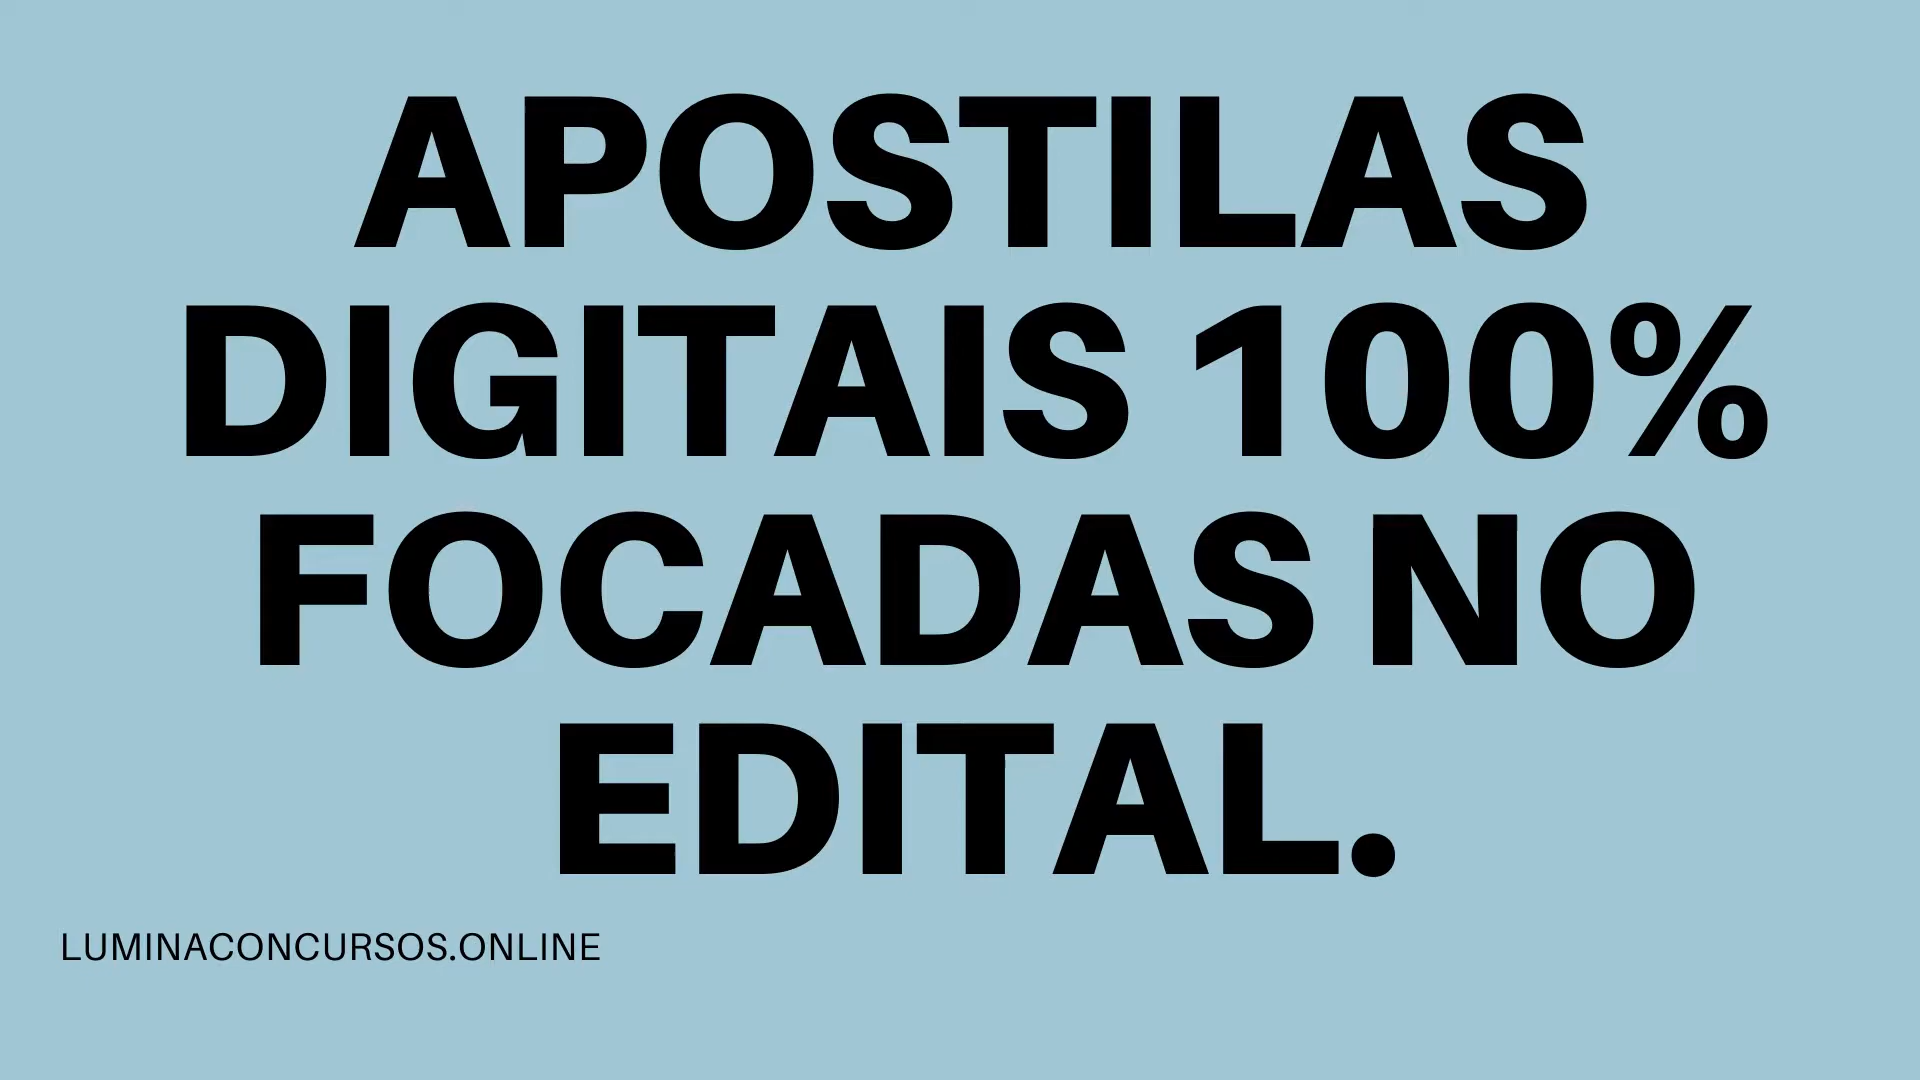 APOSTILAS
DIGITAIS 100%
FOCADAS NO
EDITAL.
LUMINACONCURSOS.ONLINE